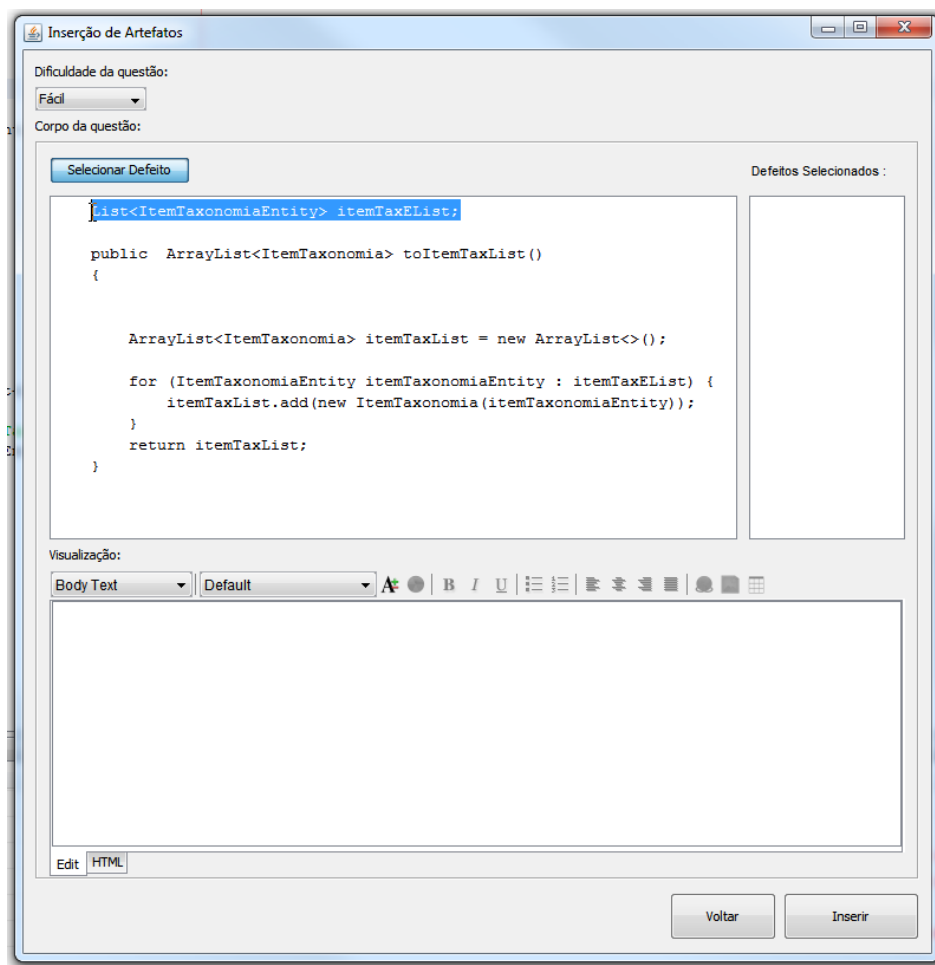 Inserção de Artefatos
Dificuldade da questão:
Fácil
Corpo da questão:
Selecionar Defeito
Defeitos Selecionados :
List<ItemTaxonomiaEntity> itemTaxEList;
public  ArrayList<ItemTaxonomia> toItemTaxList()
{
ArrayList<ItemTaxonomia> itemTaxList = new ArrayList<>();
for (ItemTaxonomiaEntity itemTaxonomiaEntity : itemTaxEList) {
itemTaxList.add(new ItemTaxonomia(itemTaxonomiaEntity));
}
return itemTaxList;
}
Visualização:
Body Text Default A B I U
Edit HTML
Voltar Inserir